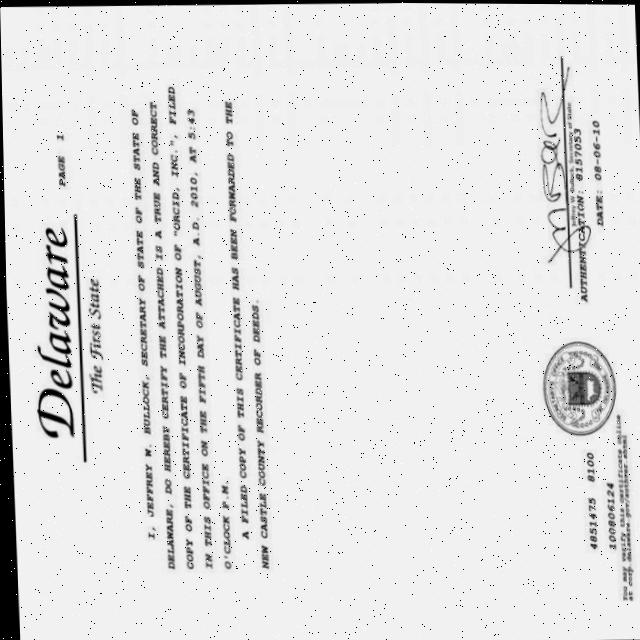 Delaware
PAGE 1
The First State
I, JEFFREY W. BULLOCK, SECRETARY OF STATE OF THE STATE OF
DELAWARE, DO HEREBY CERTIFY THE ATTACHED IS A TRUE AND CORRECT
COPY OF THE CERTIFICATE OF INCORPORATION OF "ORCID, INC.", FILED
IN THIS OFFICE ON THE FIFTH DAY OF AUGUST, A.D. 2010, AT 5:43
O'CLOCK P.M.
A FILED COPY OF THIS CERTIFICATE HAS BEEN FORWARDED TO THE
NEW CASTLE COUNTY RECORDER OF DEEDS.
Jeffrey W. Bullock, Secretary of State
AUTHENTICATION: 8157053
DATE: 08-06-10
4851475 8100
100806124
You may verify this certificate online
at corp.delaware.gov/authver.shtml